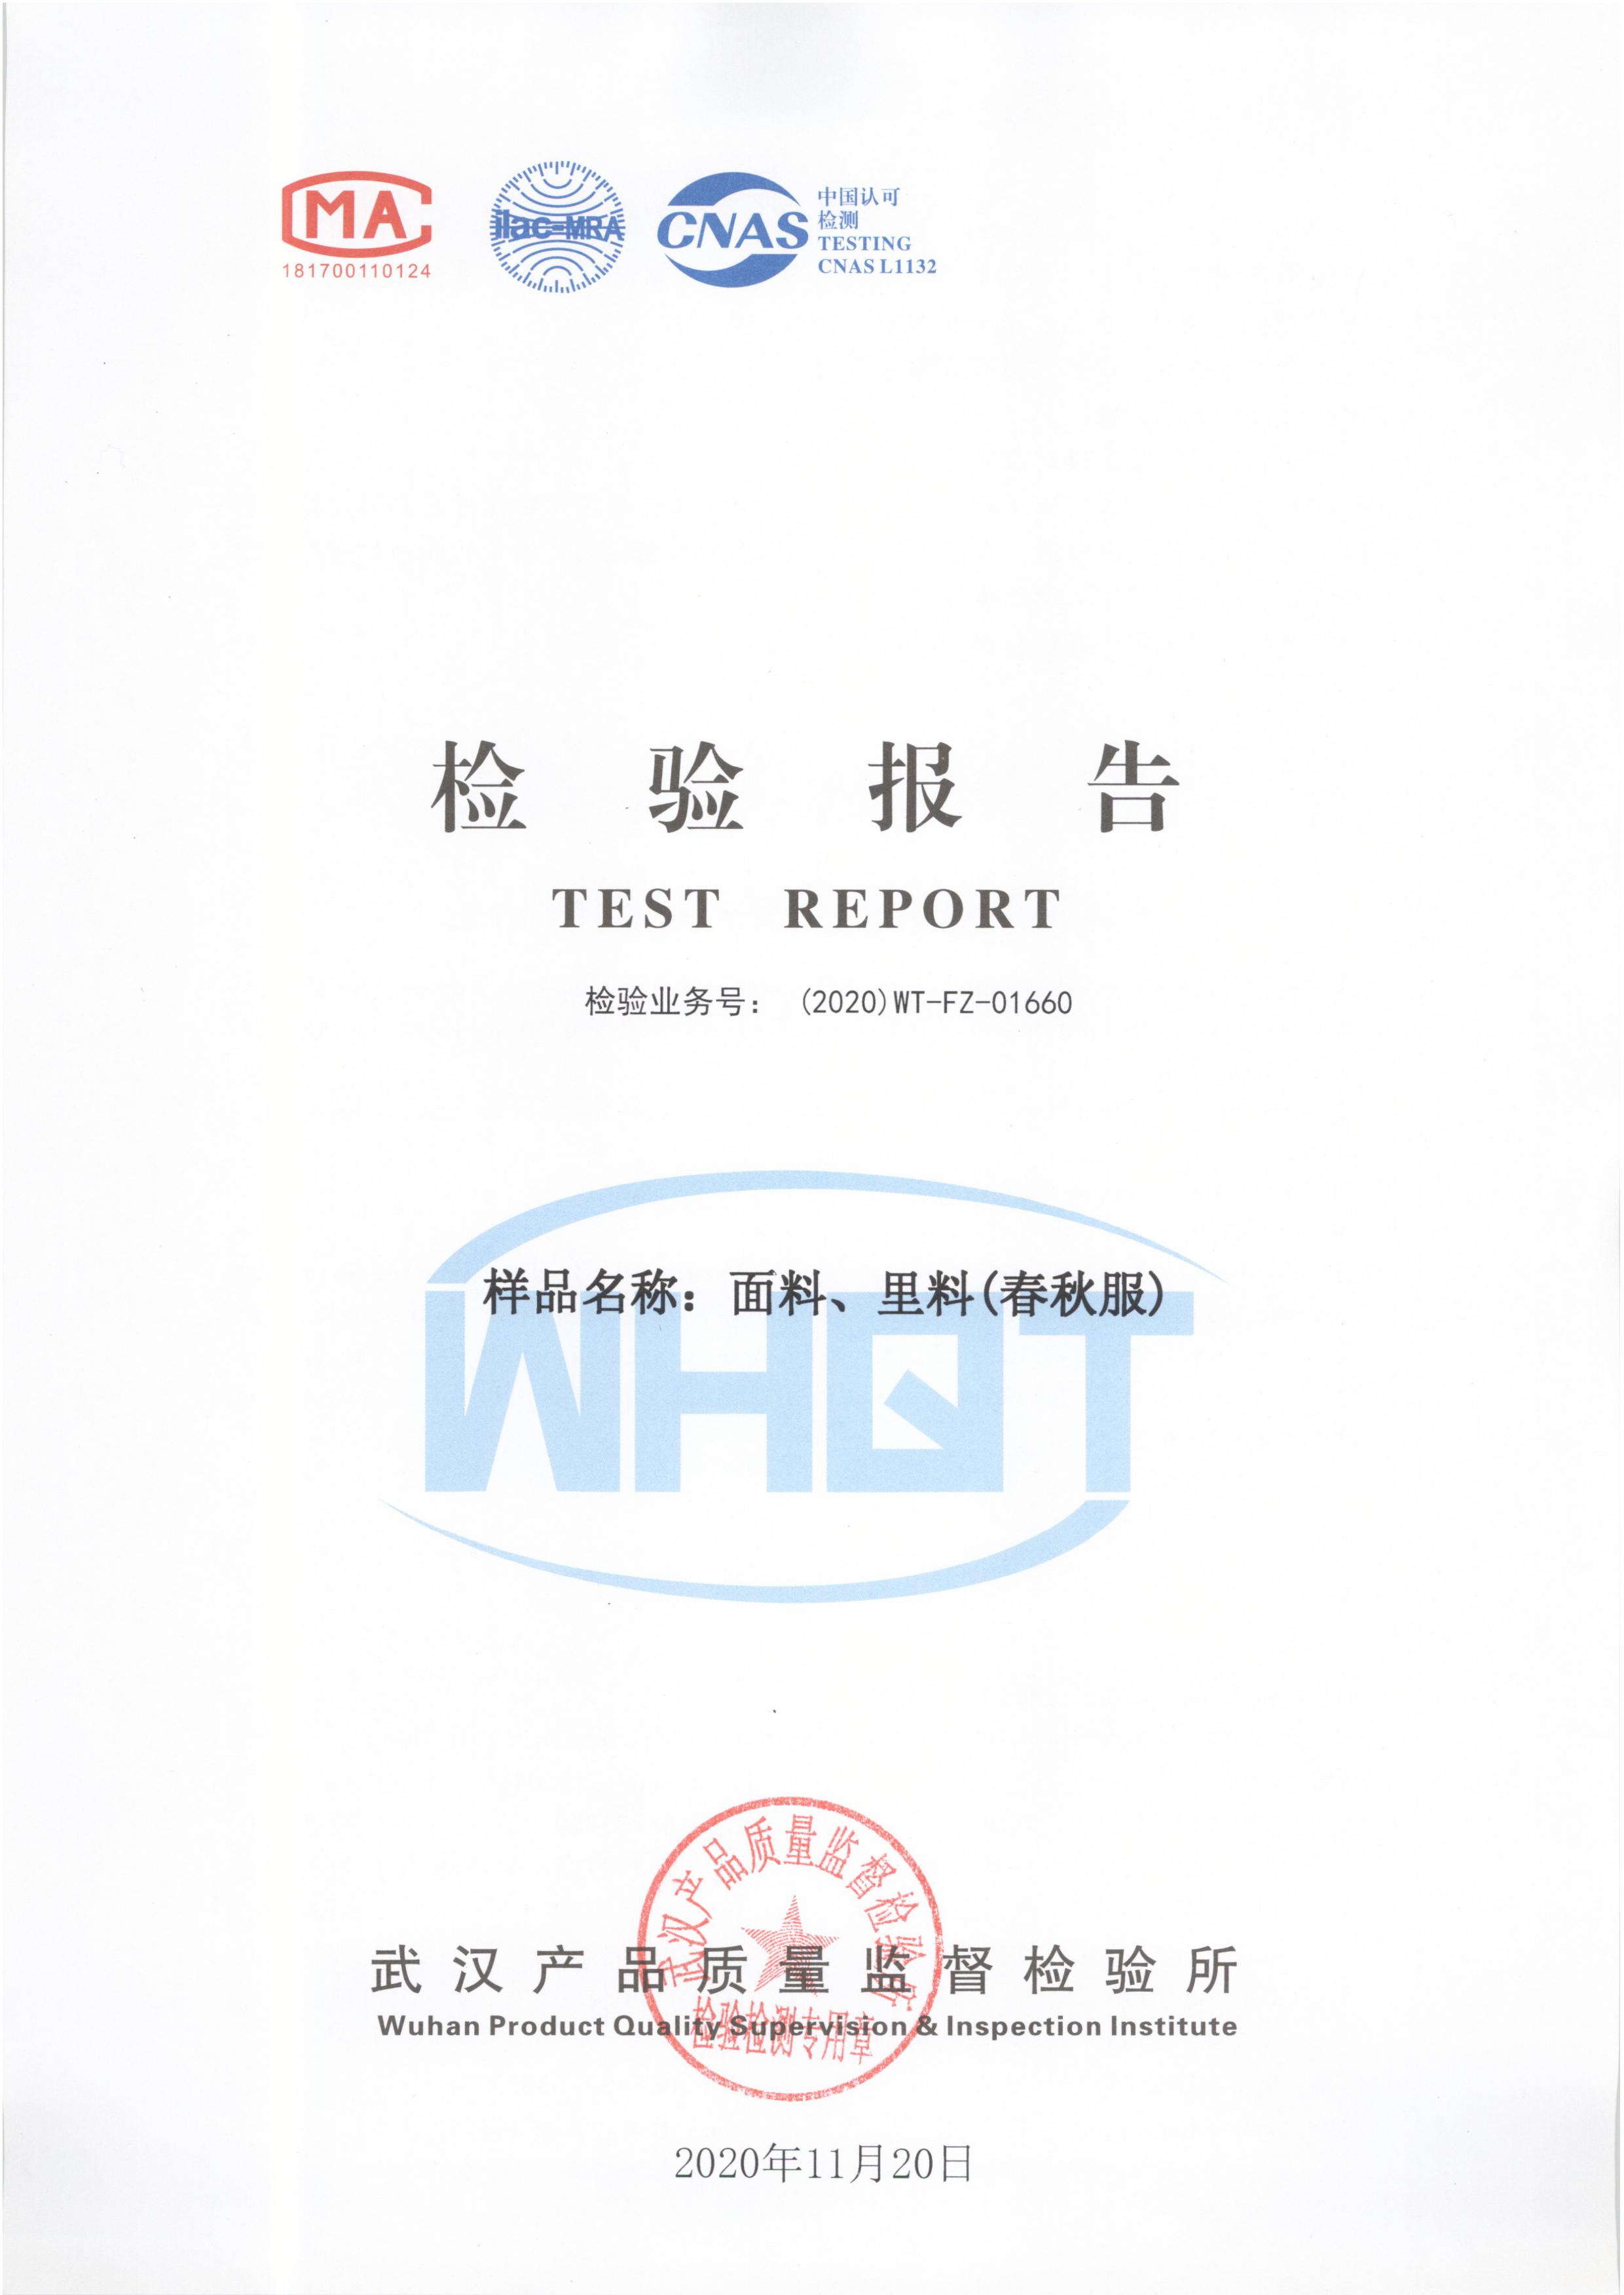 MA
181700110124
ilac-MRA
CNAS
中国认可
检测
TESTING
CNAS L1132
检验报告
TEST REPORT
检验业务号： (2020)WT-FZ-01660
样品名称：面料、里料(春秋服)
WHQT
武汉产品质量监督检验所
武汉产品质量监督检验所
Wuhan Product Quality Supervision & Inspection Institute
检验检测专用章
2020年11月20日